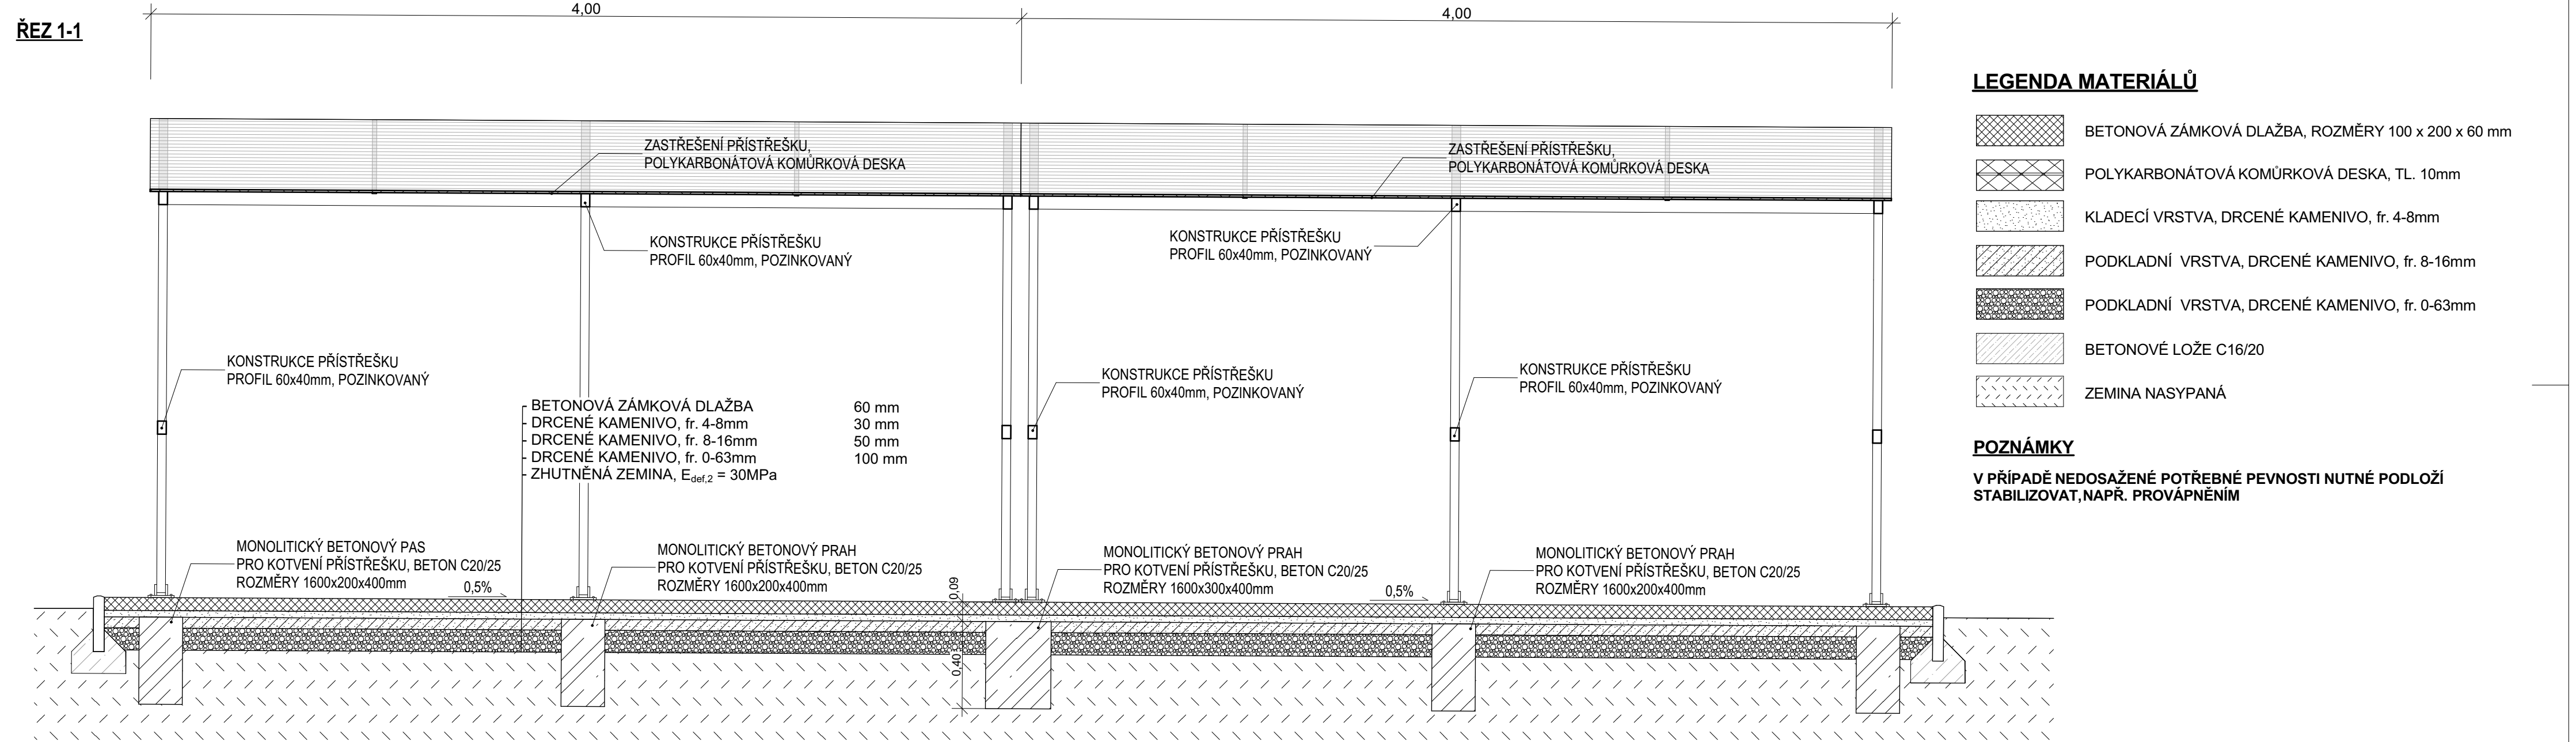 ŘEZ 1-1
4,00
4,00
ZASTŘEŠENÍ PŘÍSTŘEŠKU,
POLYKARBONÁTOVÁ KOMŮRKOVÁ DESKA
ZASTŘEŠENÍ PŘÍSTŘEŠKU,
POLYKARBONÁTOVÁ KOMŮRKOVÁ DESKA
KONSTRUKCE PŘÍSTŘEŠKU
PROFIL 60x40mm, POZINKOVANÝ
KONSTRUKCE PŘÍSTŘEŠKU
PROFIL 60x40mm, POZINKOVANÝ
KONSTRUKCE PŘÍSTŘEŠKU
PROFIL 60x40mm, POZINKOVANÝ
KONSTRUKCE PŘÍSTŘEŠKU
PROFIL 60x40mm, POZINKOVANÝ
KONSTRUKCE PŘÍSTŘEŠKU
PROFIL 60x40mm, POZINKOVANÝ
BETONOVÁ ZÁMKOVÁ DLAŽBA 60 mm
DRCENÉ KAMENIVO, fr. 4-8mm 30 mm
DRCENÉ KAMENIVO, fr. 8-16mm 50 mm
DRCENÉ KAMENIVO, fr. 0-63mm 100 mm
ZHUTNĚNÁ ZEMINA, Edef,2 = 30MPa
MONOLITICKÝ BETONOVÝ PAS
PRO KOTVENÍ PŘÍSTŘEŠKU, BETON C20/25
ROZMĚRY 1600x200x400mm
0,5%
MONOLITICKÝ BETONOVÝ PRAH
PRO KOTVENÍ PŘÍSTŘEŠKU, BETON C20/25
ROZMĚRY 1600x200x400mm
0,09
0,40
MONOLITICKÝ BETONOVÝ PRAH
PRO KOTVENÍ PŘÍSTŘEŠKU, BETON C20/25
ROZMĚRY 1600x300x400mm
0,5%
MONOLITICKÝ BETONOVÝ PRAH
PRO KOTVENÍ PŘÍSTŘEŠKU, BETON C20/25
ROZMĚRY 1600x200x400mm
LEGENDA MATERIÁLŮ
BETONOVÁ ZÁMKOVÁ DLAŽBA, ROZMĚRY 100 x 200 x 60 mm
POLYKARBONÁTOVÁ KOMŮRKOVÁ DESKA, TL. 10mm
KLADECÍ VRSTVA, DRCENÉ KAMENIVO, fr. 4-8mm
PODKLADNÍ VRSTVA, DRCENÉ KAMENIVO, fr. 8-16mm
PODKLADNÍ VRSTVA, DRCENÉ KAMENIVO, fr. 0-63mm
BETONOVÉ LOŽE C16/20
ZEMINA NASYPANÁ
POZNÁMKY
V PŘÍPADĚ NEDOSAŽENÉ POTŘEBNÉ PEVNOSTI NUTNÉ PODLOŽÍ
STABILIZOVAT, NAPŘ. PROVÁPNĚNÍM